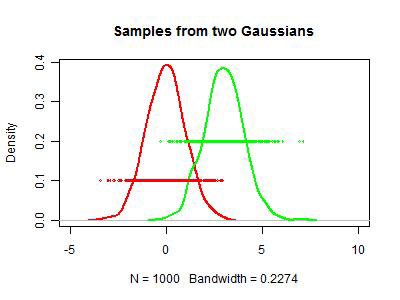 Samples from two Gaussians
Density
0.4
0.3
0.2
0.1
0.0
-5 0 5 10
N = 1000 Bandwidth = 0.2274